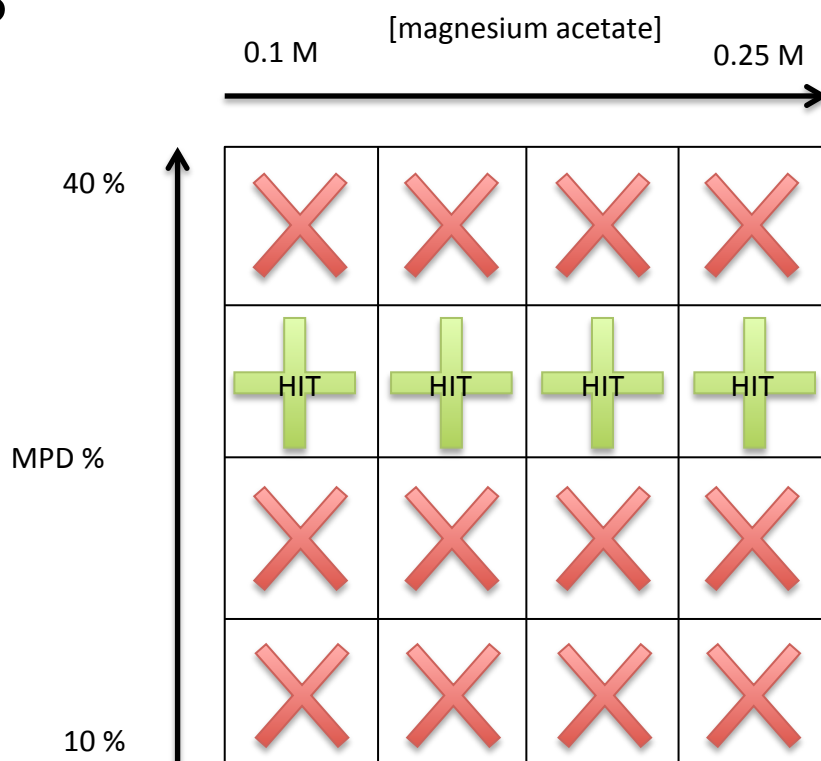 [magnesium acetate]
0.1 M
0.25 M
40 %
HIT HIT HIT HIT
MPD %
10 %